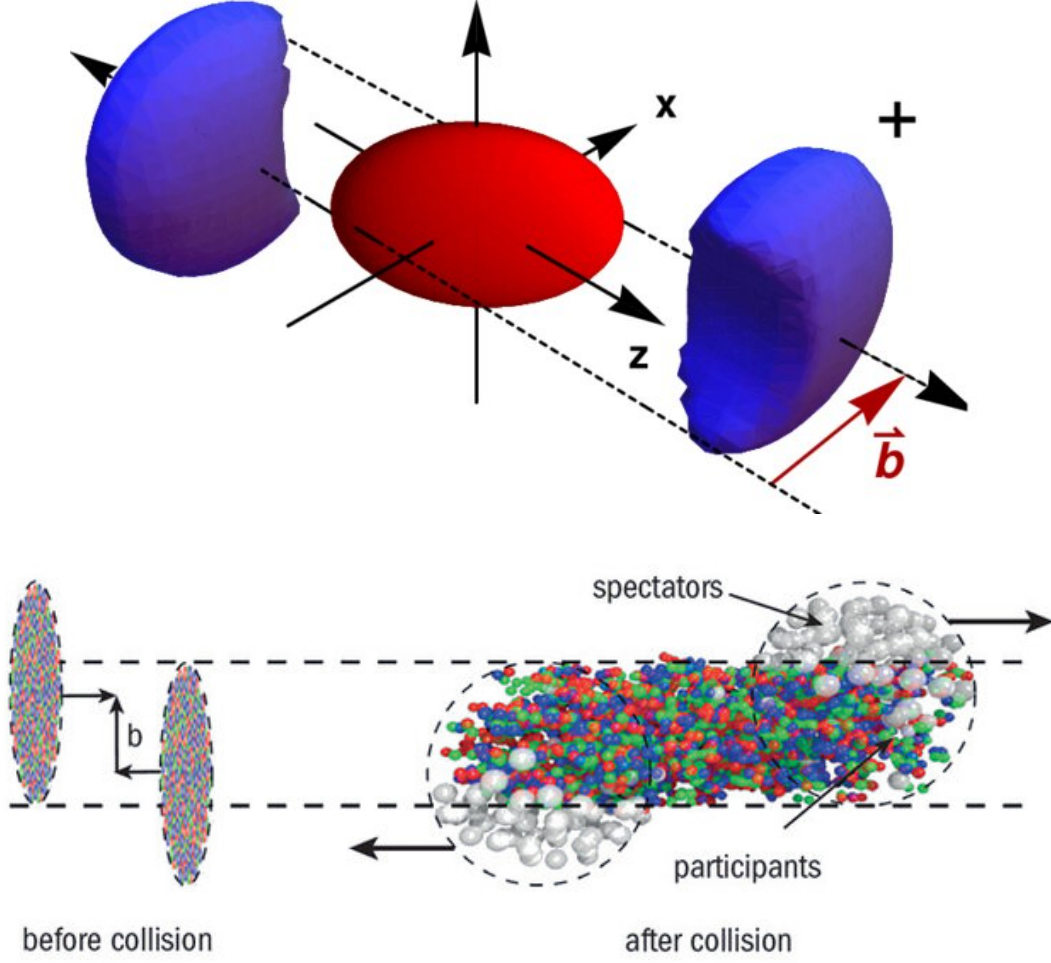 x
+
z
b
spectators
b
participants
before collision
after collision